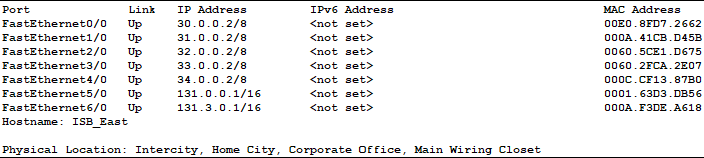 Port Link IP Address IPv6 Address MAC Address
FastEthernet0/0 Up 30.0.0.2/8 <not set> 00E0.8FD7.2662
FastEthernet1/0 Up 31.0.0.2/8 <not set> 000A.41CB.D45B
FastEthernet2/0 Up 32.0.0.2/8 <not set> 0060.5CE1.D675
FastEthernet3/0 Up 33.0.0.2/8 <not set> 0060.2FCA.2E07
FastEthernet4/0 Up 34.0.0.2/8 <not set> 000C.CF13.87B0
FastEthernet5/0 Up 131.0.0.1/16 <not set> 0001.63D3.DB56
FastEthernet6/0 Up 131.3.0.1/16 <not set> 000A.F3DE.A618
Hostname: ISB_East
Physical Location: Intercity, Home City, Corporate Office, Main Wiring Closet